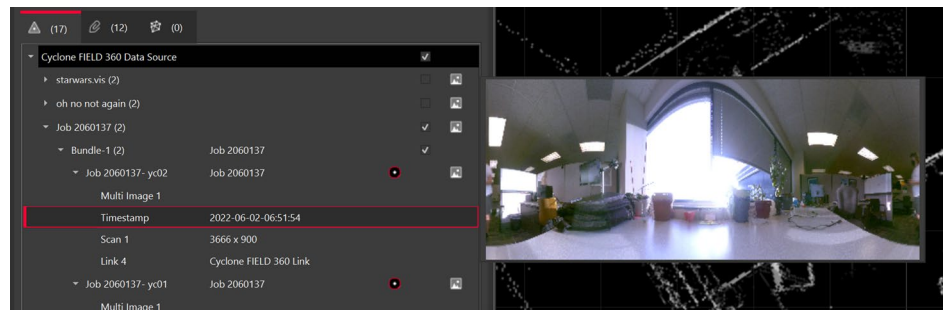 (17) (12) (0)
Cyclone FIELD 360 Data Source
starwars.vis (2)
oh no not again (2)
Job 2060137 (2)
Bundle-1 (2) Job 2060137
Job 2060137- yc02 Job 2060137
Multi Image 1
Timestamp 2022-06-02-06:51:54
Scan 1 3666 x 900
Link 4 Cyclone FIELD 360 Link
Job 2060137- yc01 Job 2060137
Multi Image 1